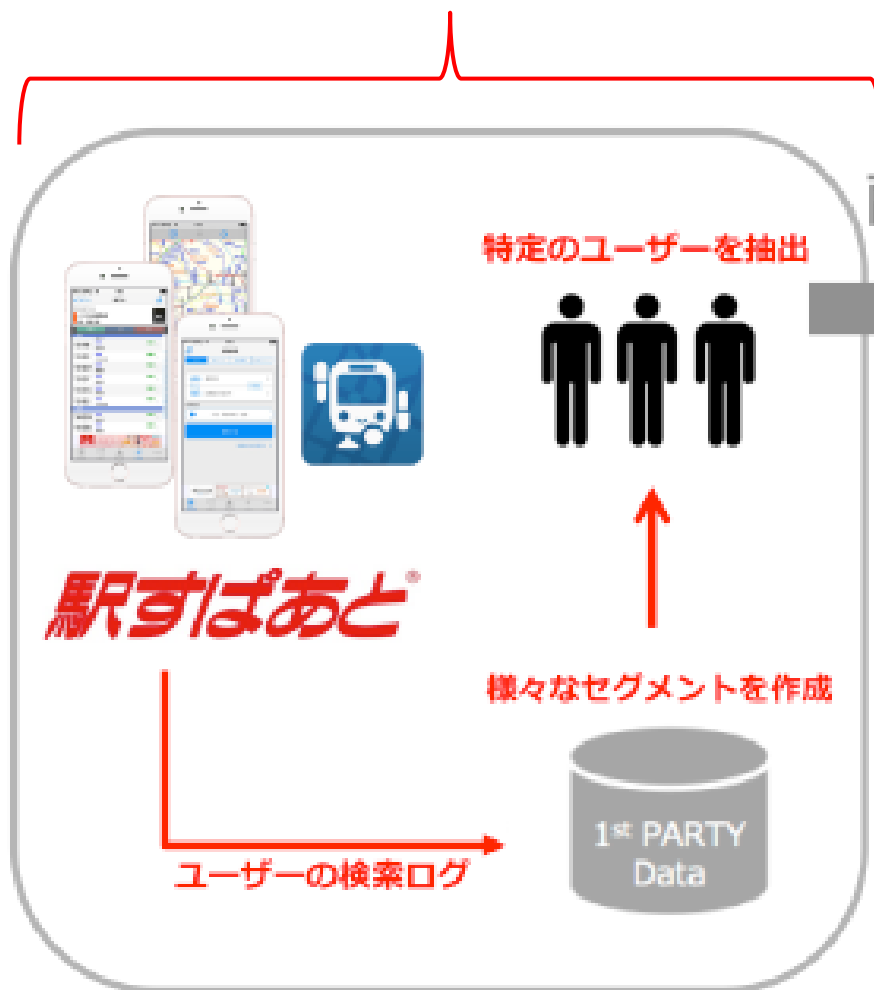 特定のユーザーを抽出
駅すぱあと®
様々なセグメントを作成
1st PARTY
Data
ユーザーの検索ログ